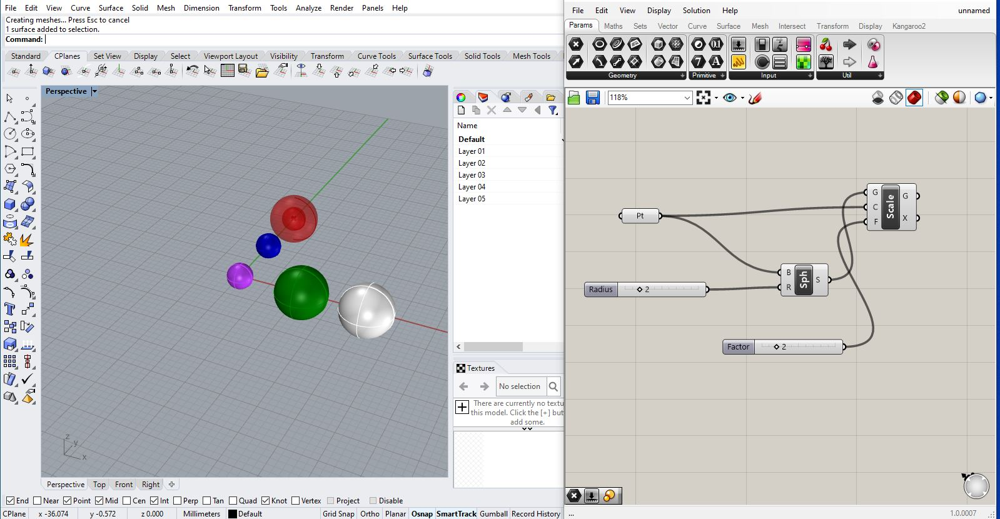 File Edit View Curve Surface Solid Mesh Dimension Transform Tools Analyze Render Panels Help
Creating meshes... Press Esc to cancel
1 surface added to selection.
Command:
Standard CPlanes Set View Display Select Viewport Layout Visibility Transform Curve Tools Surface Tools Solid Tools Mesh Tools
Perspective
Name
Default
Layer 01
Layer 02
Layer 03
Layer 04
Layer 05
Textures
No selection
There are currently no textu
this model. Click the [+] but
add some.
z
y
x
Perspective Top Front Right
End Near Point Mid Cen Int Perp Tan Quad Knot Vertex Project Disable
CPlane x -36.074 y -0.572 z 0.000 Millimeters Default Grid Snap Ortho Planar Osnap SmartTrack Gumball Record History
File Edit View Display Solution Help unnamed
Params Maths Sets Vector Curve Surface Mesh Intersect Transform Display Kangaroo2
Geometry Primitive Input Util
118%
Pt
G
C
F
Scale
G
X
B
R
Sph
S
Radius 2
Factor 2
... 1.0.0007